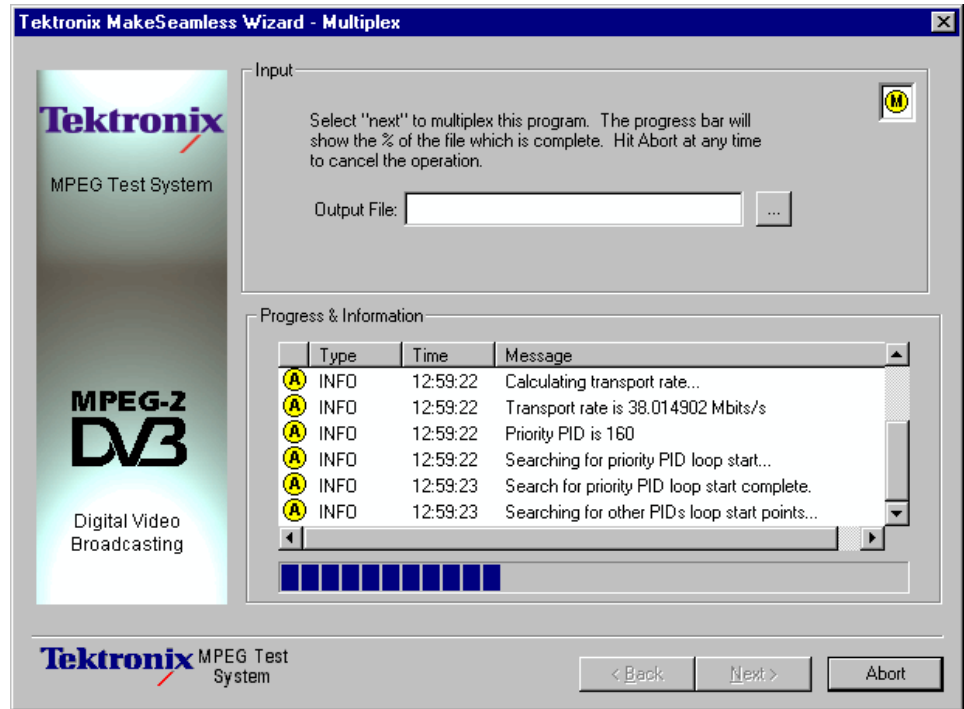 Tektronix MakeSeamless Wizard - Multiplex
Tektronix
MPEG Test System
MPEG-2
DVB
Digital Video
Broadcasting
Input
M
Select "next" to multiplex this program. The progress bar will
show the % of the file which is complete. Hit Abort at any time
to cancel the operation.
Output File:
...
Progress & Information
Type Time Message
A INFO 12:59:22 Calculating transport rate...
A INFO 12:59:22 Transport rate is 38.014902 Mbits/s
A INFO 12:59:22 Priority PID is 160
A INFO 12:59:22 Searching for priority PID loop start...
A INFO 12:59:23 Search for priority PID loop start complete.
A INFO 12:59:23 Searching for other PIDs loop start points...
Tektronix MPEG Test
System
< Back Next > Abort